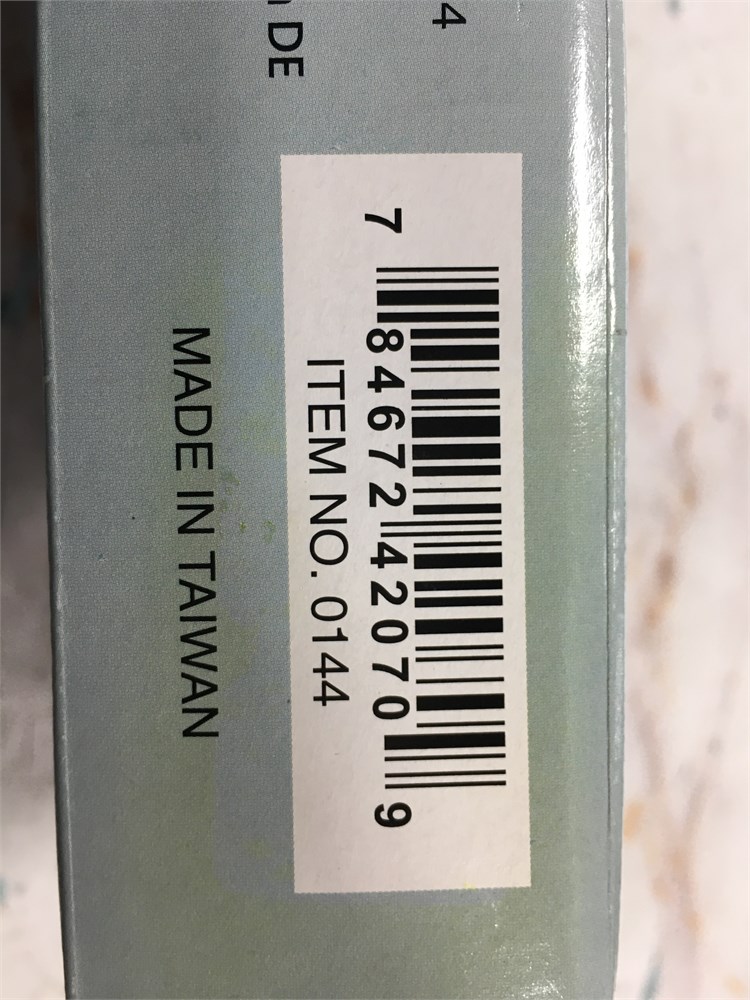 4
DE
7 84672 42070 9
ITEM NO. 0144
MADE IN TAIWAN